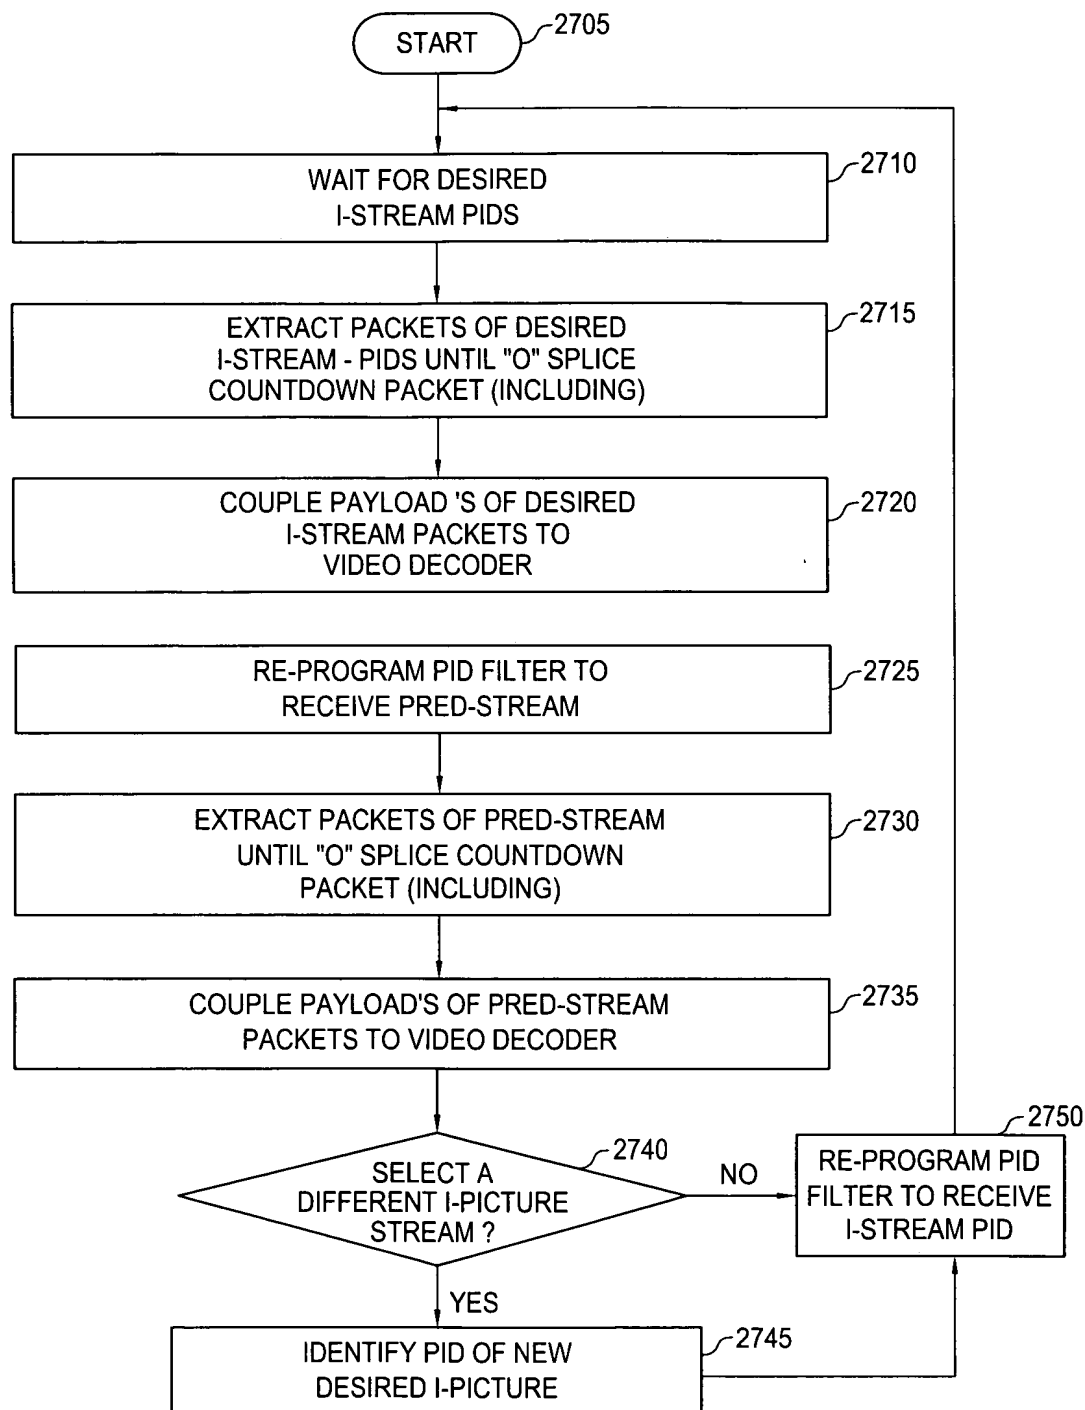 START
2705
WAIT FOR DESIRED
I-STREAM PIDS
2710
EXTRACT PACKETS OF DESIRED
I-STREAM - PIDS UNTIL "O" SPLICE
COUNTDOWN PACKET (INCLUDING)
2715
COUPLE PAYLOAD 'S OF DESIRED
I-STREAM PACKETS TO
VIDEO DECODER
2720
RE-PROGRAM PID FILTER TO
RECEIVE PRED-STREAM
2725
EXTRACT PACKETS OF PRED-STREAM
UNTIL "O" SPLICE COUNTDOWN
PACKET (INCLUDING)
2730
COUPLE PAYLOAD'S OF PRED-STREAM
PACKETS TO VIDEO DECODER
2735
SELECT A
DIFFERENT I-PICTURE
STREAM ?
2740
NO
2750
RE-PROGRAM PID
FILTER TO RECEIVE
I-STREAM PID
YES
IDENTIFY PID OF NEW
DESIRED I-PICTURE
2745